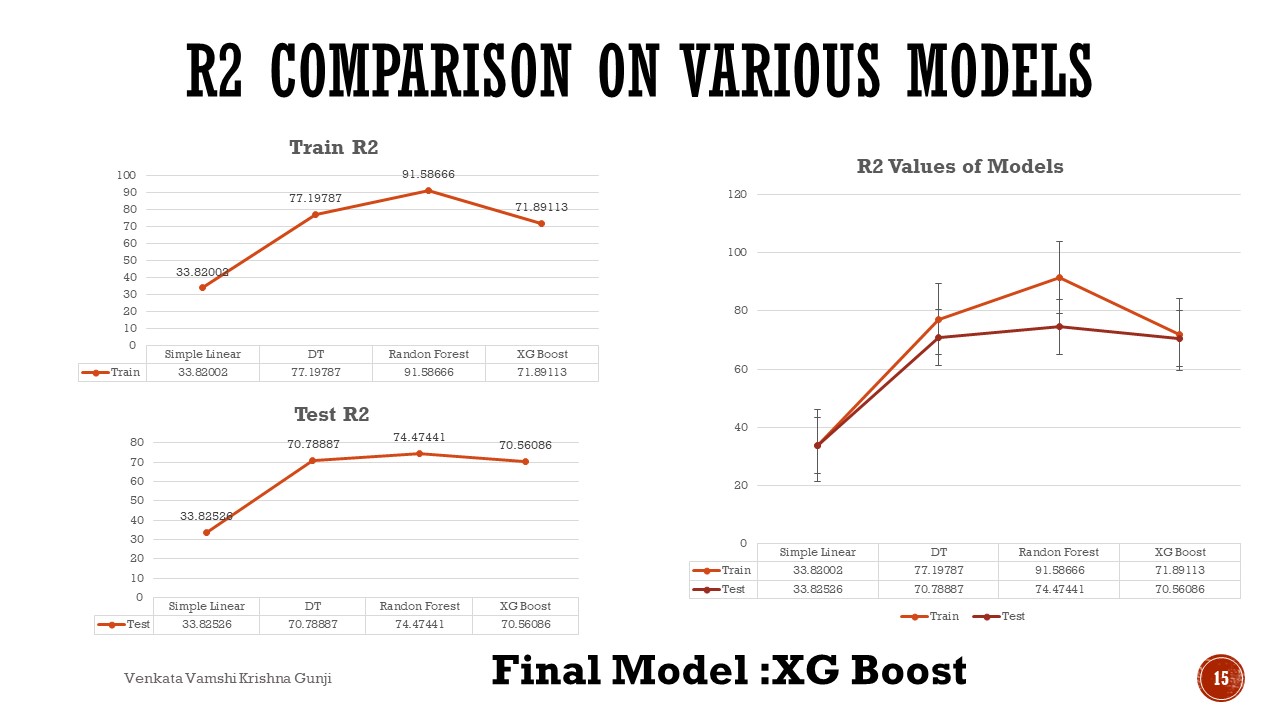 R2 COMPARISON ON VARIOUS MODELS
Train R2
100
90
80
70
60
50
40
30
20
10
0
33.82002
77.19787
91.58666
71.89113
Simple Linear DT Randon Forest XG Boost
Train 33.82002 77.19787 91.58666 71.89113
Test R2
80
70
60
50
40
30
20
10
0
33.82526
70.78887
74.47441
70.56086
Simple Linear DT Randon Forest XG Boost
Test 33.82526 70.78887 74.47441 70.56086
R2 Values of Models
120
100
80
60
40
20
0
Simple Linear DT Randon Forest XG Boost
Train 33.82002 77.19787 91.58666 71.89113
Test 33.82526 70.78887 74.47441 70.56086
Train Test
Final Model :XG Boost
Venkata Vamshi Krishna Gunji
15